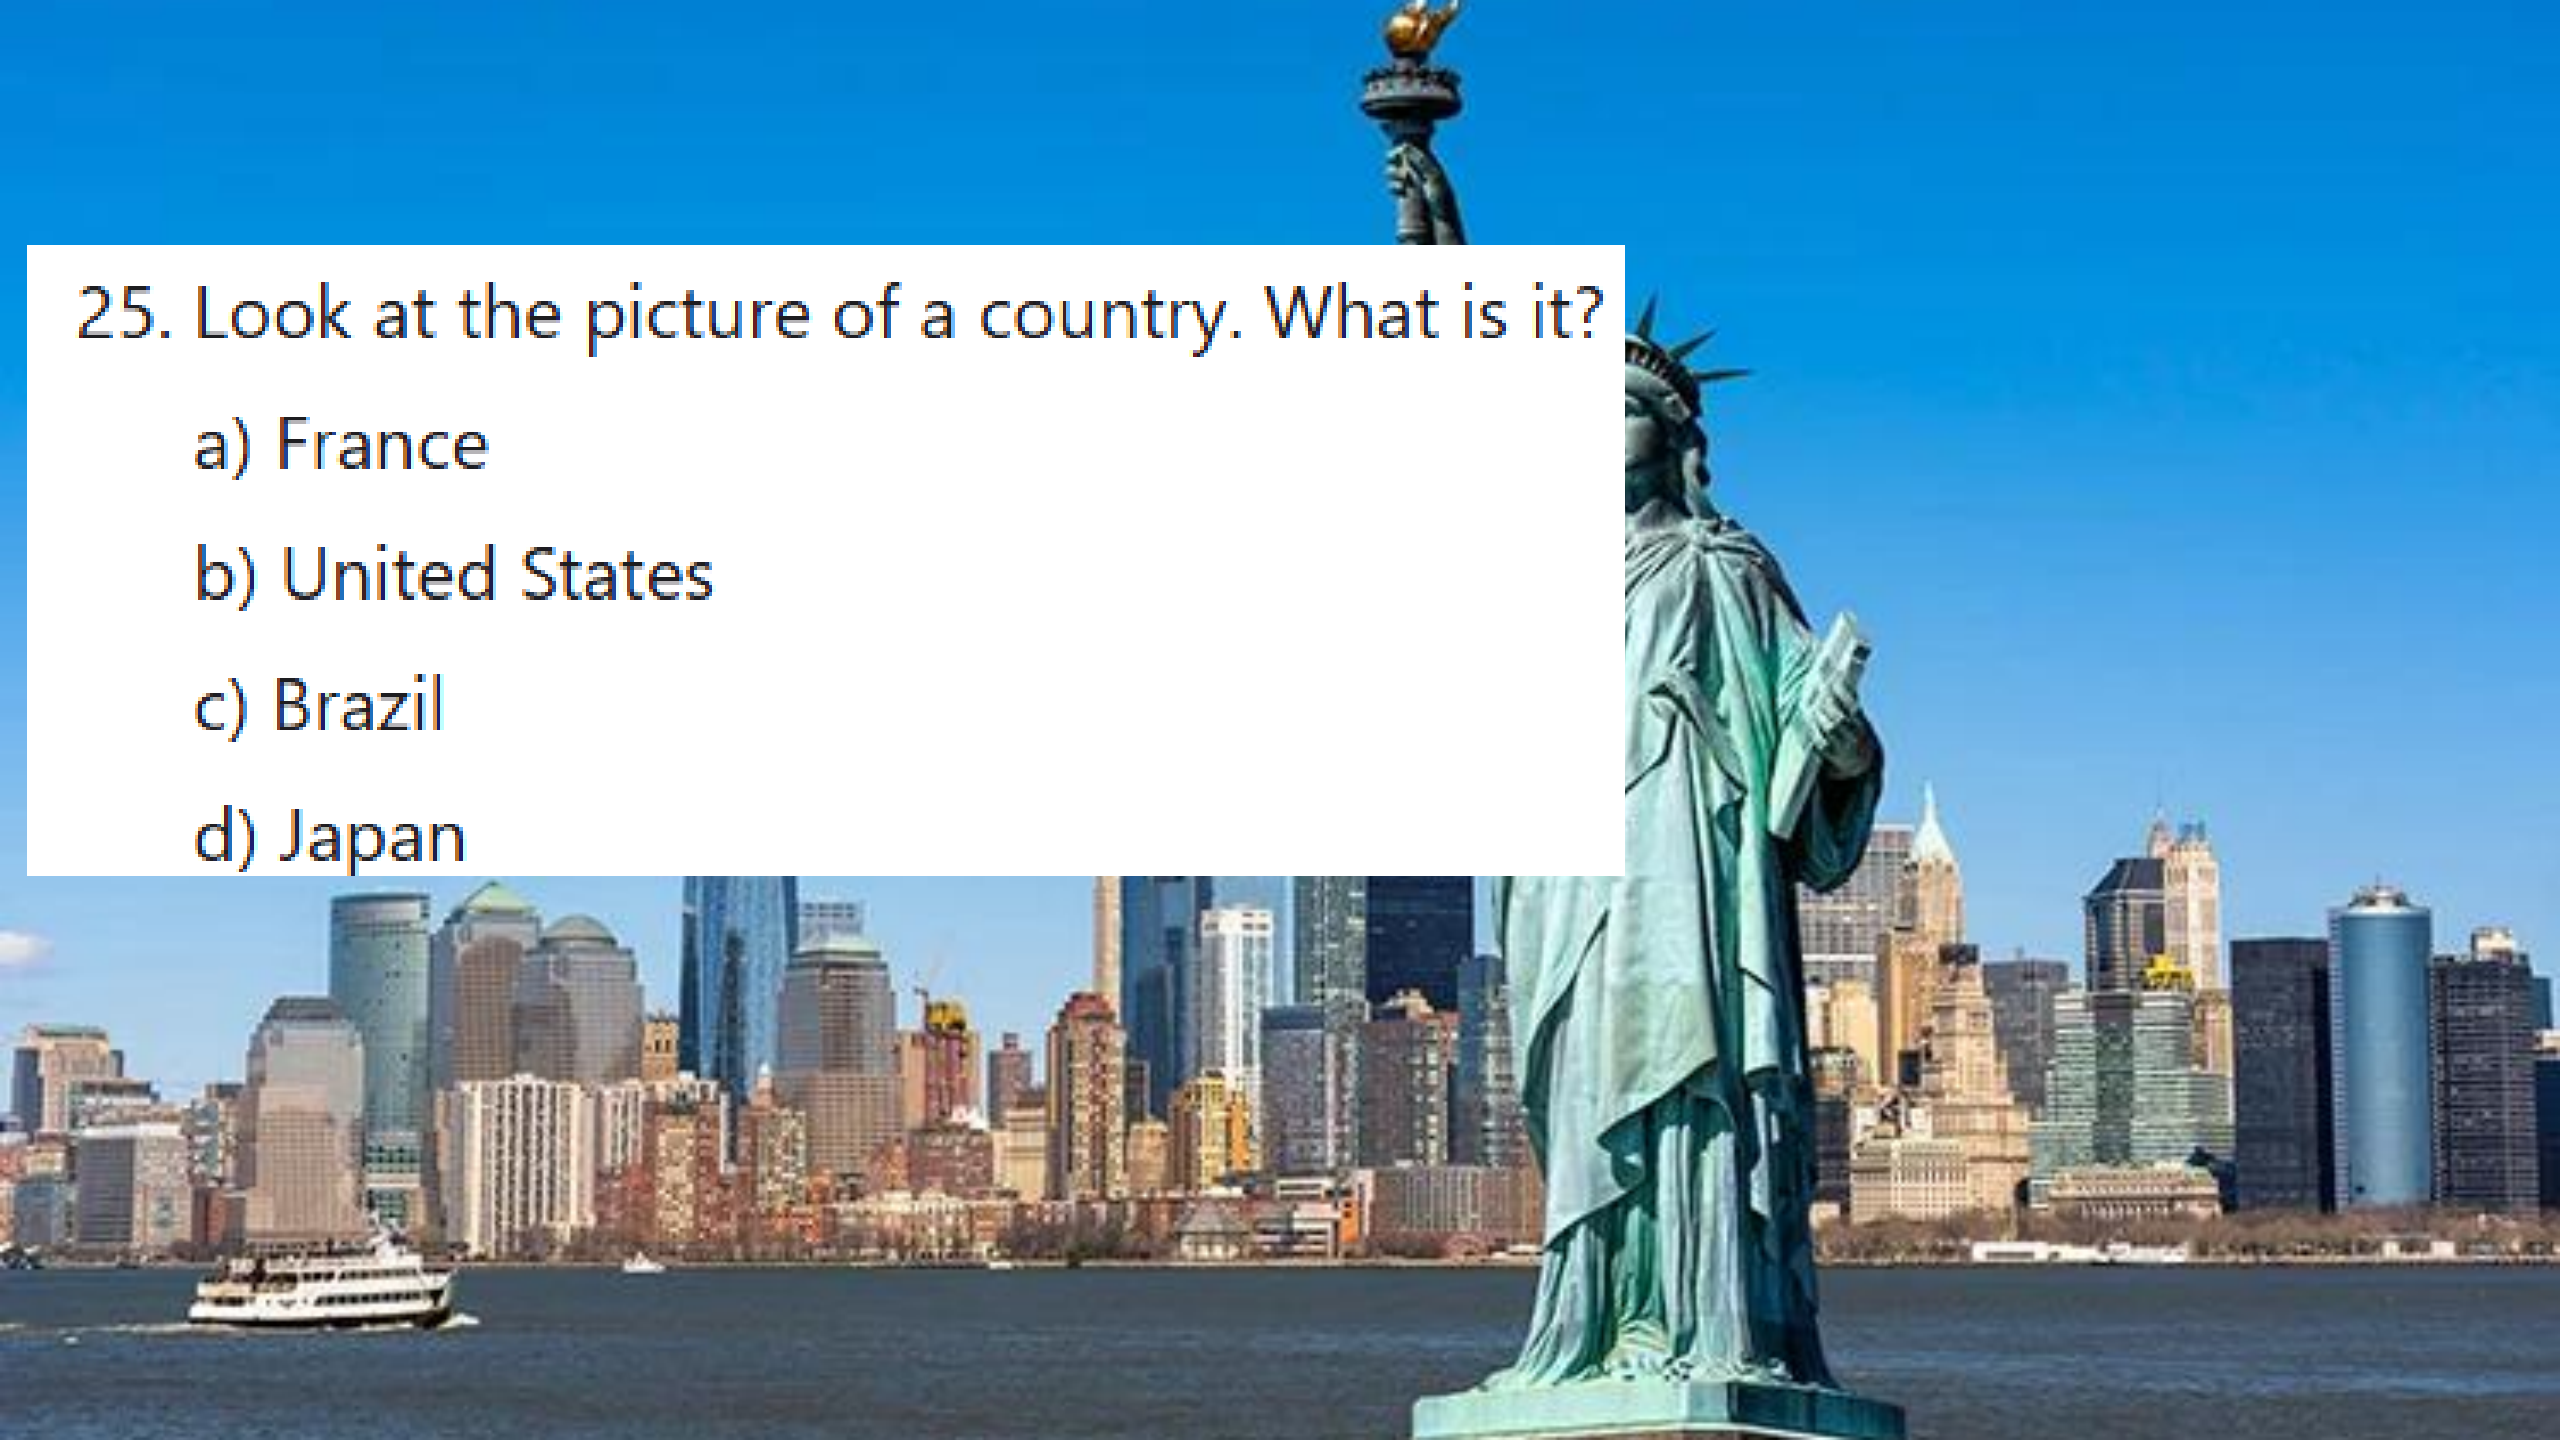 25. Look at the picture of a country. What is it?
a) France
b) United States
c) Brazil
d) Japan